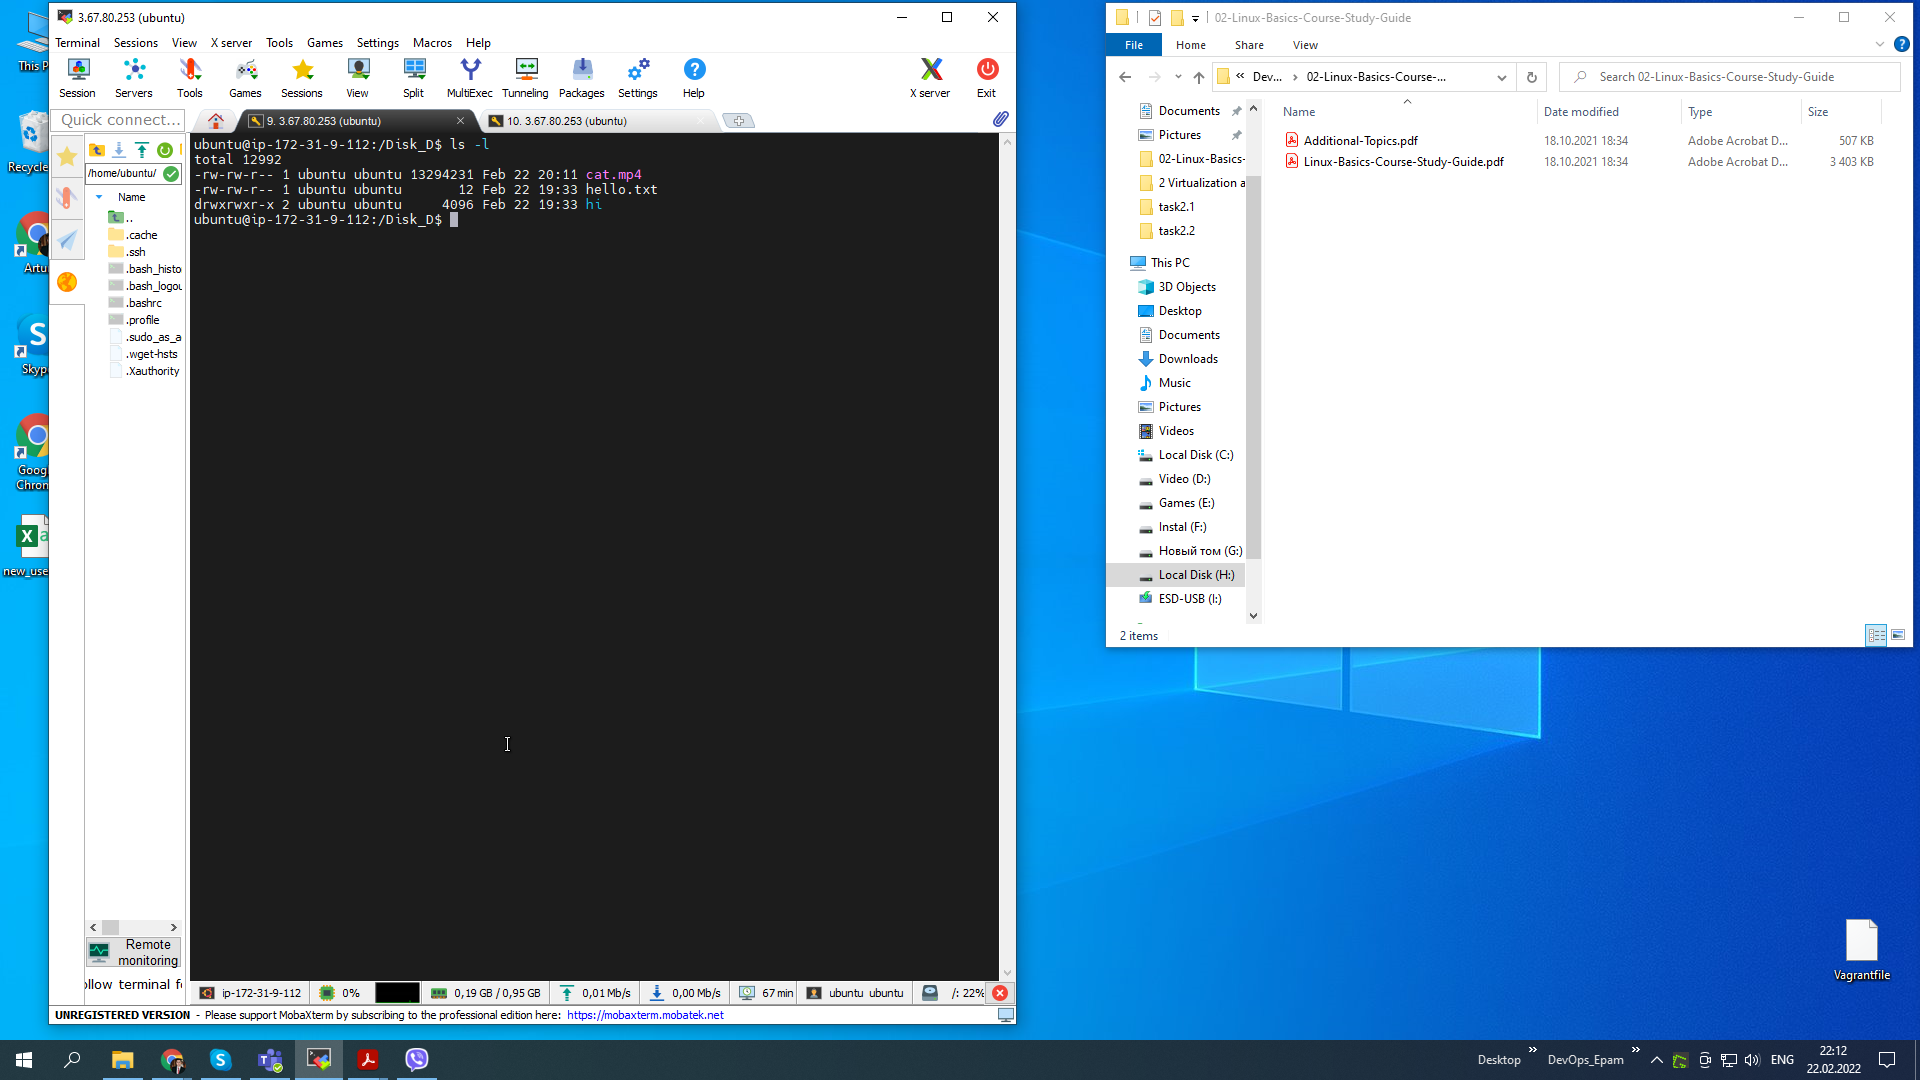 3.67.80.253 (ubuntu)
Terminal Sessions View X server Tools Games Settings Macros Help
Session Servers Tools Games Sessions View Split MultiExec Tunneling Packages Settings Help X server Exit
Quick connect...
9. 3.67.80.253 (ubuntu)
10. 3.67.80.253 (ubuntu)
/home/ubuntu/
Name
..
.cache
.ssh
.bash_histo
.bash_logou
.bashrc
.profile
.sudo_as_a
.wget-hsts
.Xauthority
Remote
monitoring
ollow terminal f
ubuntu@ip-172-31-9-112:/Disk_D$ ls -l
total 12992
-rw-rw-r-- 1 ubuntu ubuntu 13294231 Feb 22 20:11 cat.mp4
-rw-rw-r-- 1 ubuntu ubuntu       12 Feb 22 19:33 hello.txt
drwxrwxr-x 2 ubuntu ubuntu     4096 Feb 22 19:33 hi
ubuntu@ip-172-31-9-112:/Disk_D$
ip-172-31-9-112 0% 0,19 GB / 0,95 GB 0,01 Mb/s 0,00 Mb/s 67 min ubuntu ubuntu /: 22%
UNREGISTERED VERSION - Please support MobaXterm by subscribing to the professional edition here: https://mobaxterm.mobatek.net
02-Linux-Basics-Course-Study-Guide
File Home Share View
« Dev... › 02-Linux-Basics-Course-...
Search 02-Linux-Basics-Course-Study-Guide
Documents
Pictures
02-Linux-Basics-
2 Virtualization a
task2.1
task2.2
This PC
3D Objects
Desktop
Documents
Downloads
Music
Pictures
Videos
Local Disk (C:)
Video (D:)
Games (E:)
Instal (F:)
Новый том (G:)
Local Disk (H:)
ESD-USB (I:)
Name Date modified Type Size
Additional-Topics.pdf 18.10.2021 18:34 Adobe Acrobat D... 507 KB
Linux-Basics-Course-Study-Guide.pdf 18.10.2021 18:34 Adobe Acrobat D... 3 403 KB
2 items
This P
Recycle
Artu
Skyp
Goog
Chron
new_use
Vagrantfile
Desktop » DevOps_Epam » ENG
22:12
22.02.2022